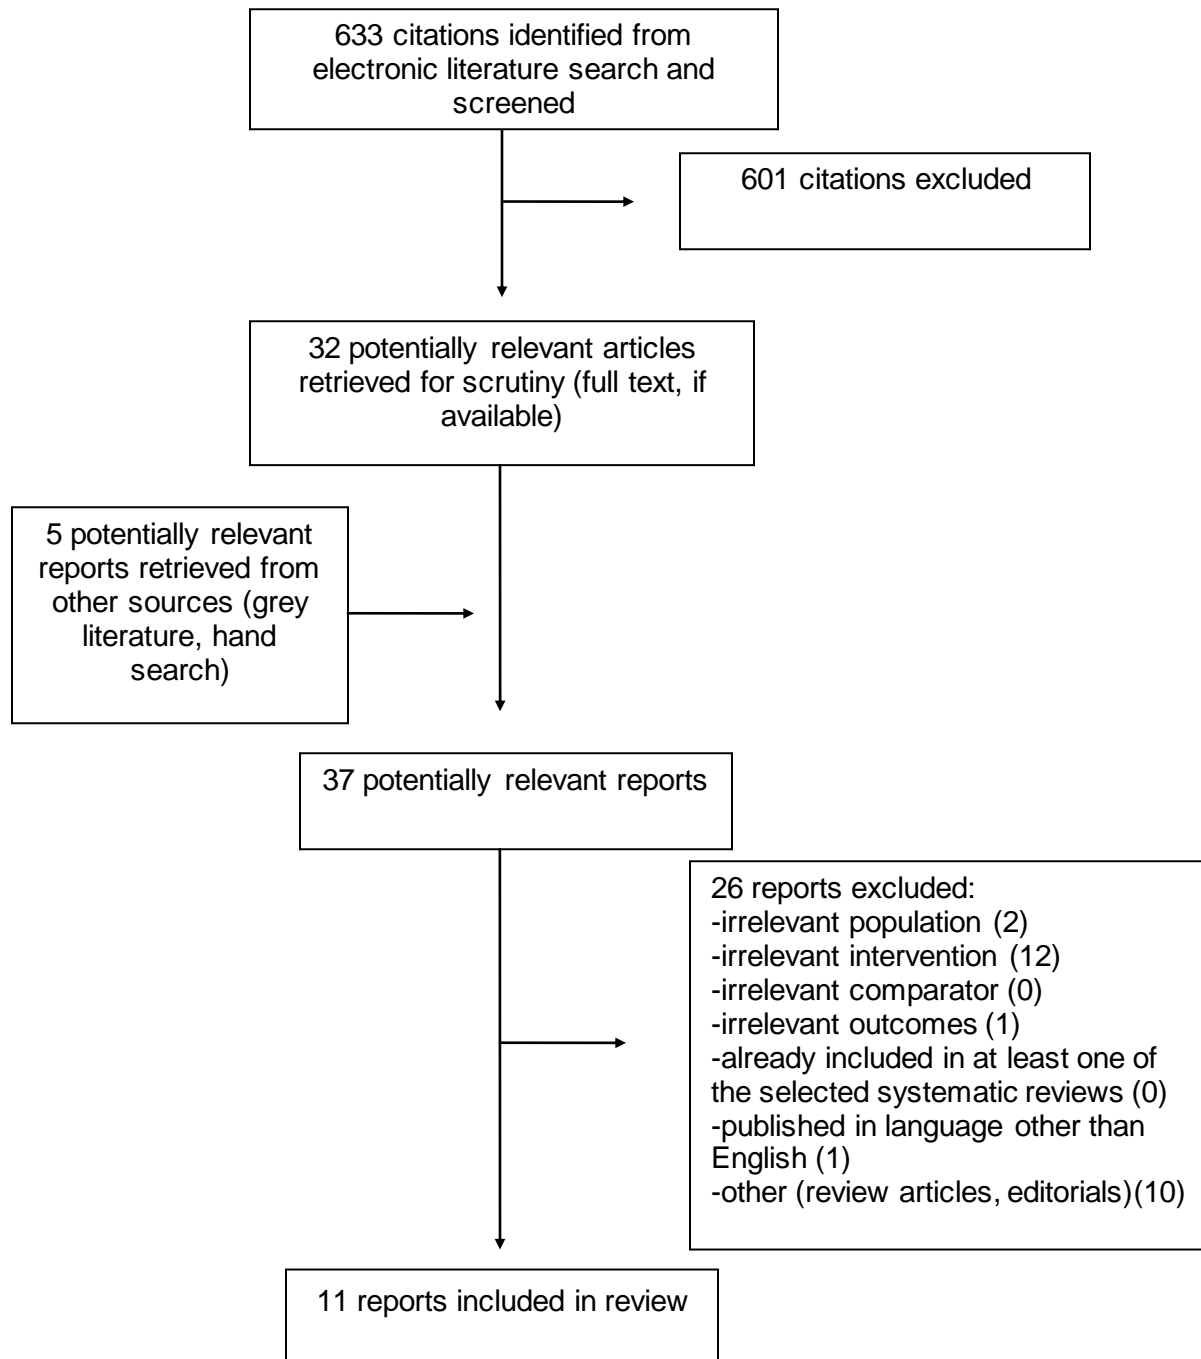 633 citations identified from
electronic literature search and
screened
601 citations excluded
32 potentially relevant articles
retrieved for scrutiny (full text, if
available)
5 potentially relevant
reports retrieved from
other sources (grey
literature, hand
search)
37 potentially relevant reports
26 reports excluded:
-irrelevant population (2)
-irrelevant intervention (12)
-irrelevant comparator (0)
-irrelevant outcomes (1)
-already included in at least one of
the selected systematic reviews (0)
-published in language other than
English (1)
-other (review articles, editorials)(10)
11 reports included in review